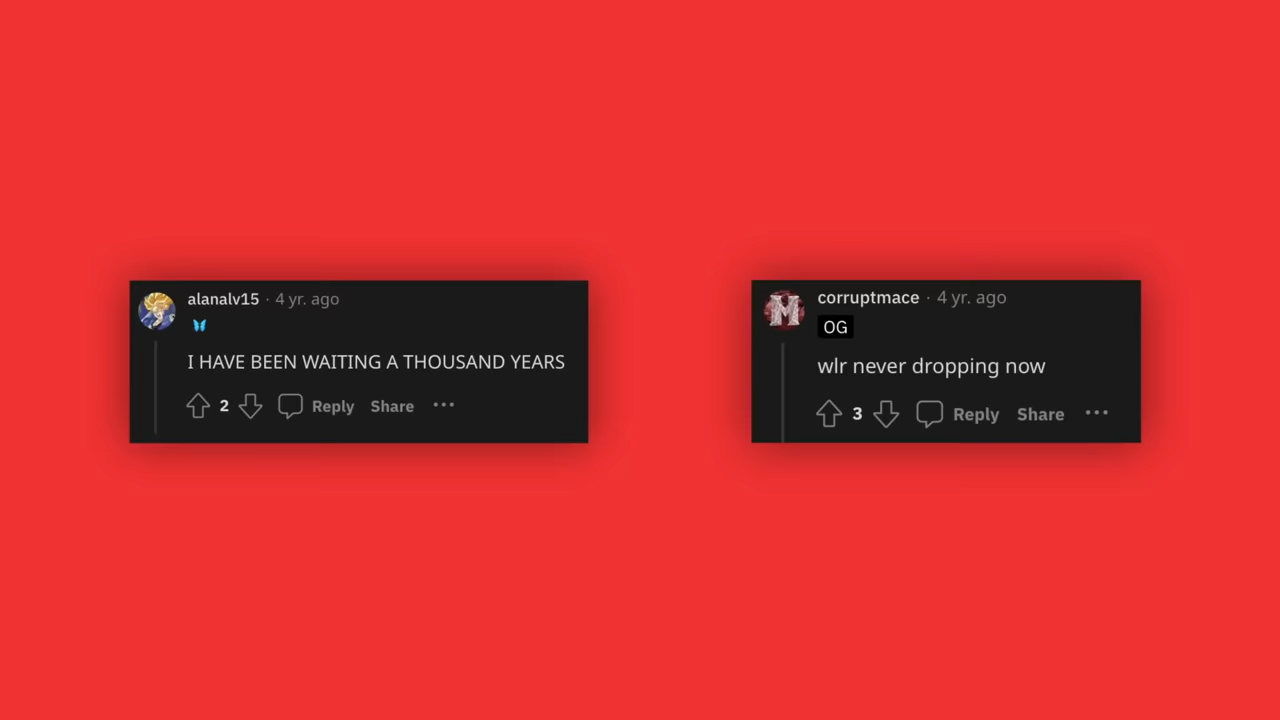 alanalv15 · 4 yr. ago
I HAVE BEEN WAITING A THOUSAND YEARS
2 Reply Share ···
M
corruptmace · 4 yr. ago
OG
wlr never dropping now
3 Reply Share ···